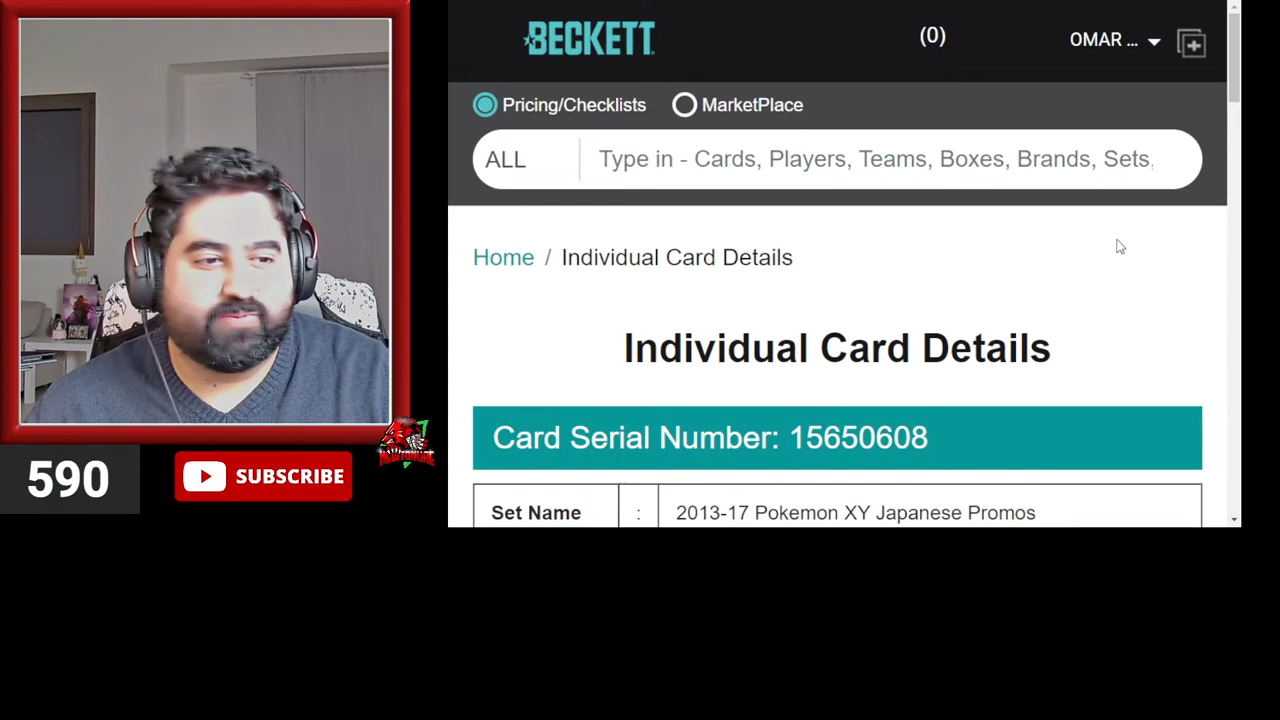 BECKETT
(0)
OMAR ...
Pricing/Checklists
MarketPlace
ALL
Type in - Cards, Players, Teams, Boxes, Brands, Sets,
Home / Individual Card Details
Individual Card Details
Card Serial Number: 15650608
Set Name : 2013-17 Pokemon XY Japanese Promos
590
SUBSCRIBE